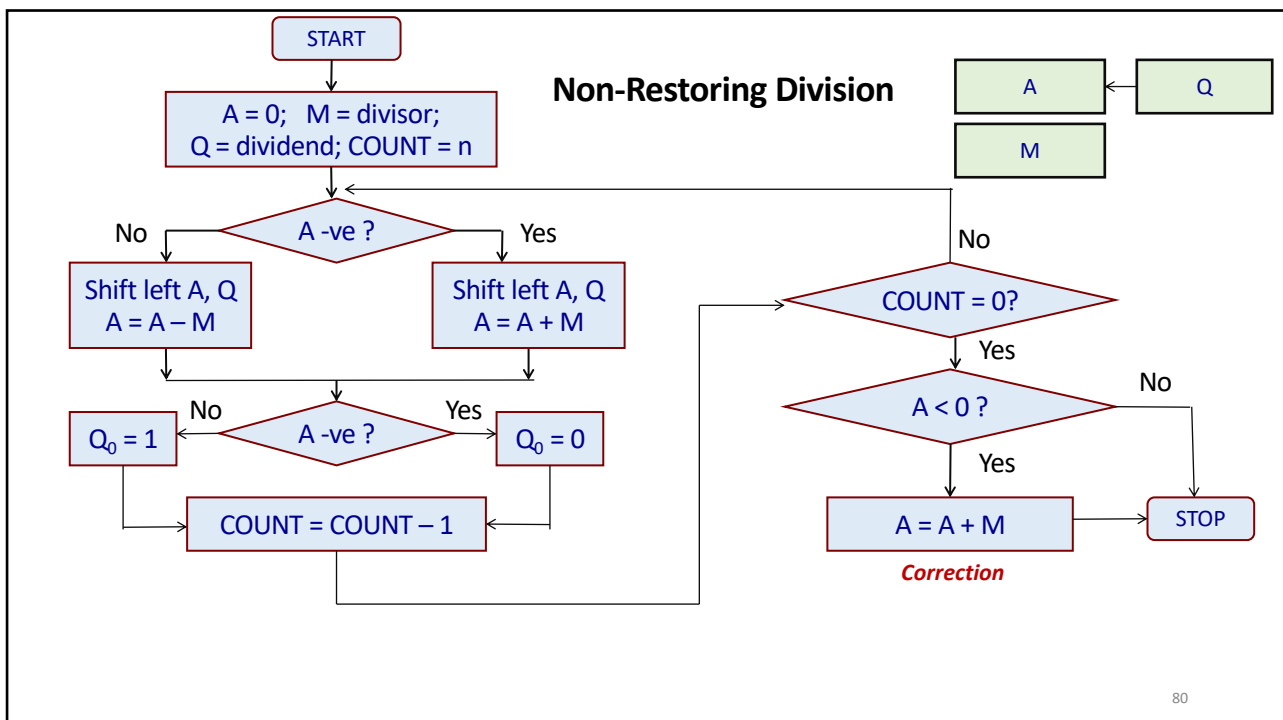 START
Non-Restoring Division
A
Q
M
A = 0; M = divisor;
Q = dividend; COUNT = n
A -ve ?
No
Yes
Shift left A, Q
A = A – M
Shift left A, Q
A = A + M
A -ve ?
No
Yes
Q₀ = 1
Q₀ = 0
COUNT = COUNT – 1
No
COUNT = 0?
Yes
A < 0 ?
No
Yes
A = A + M
STOP
Correction
80